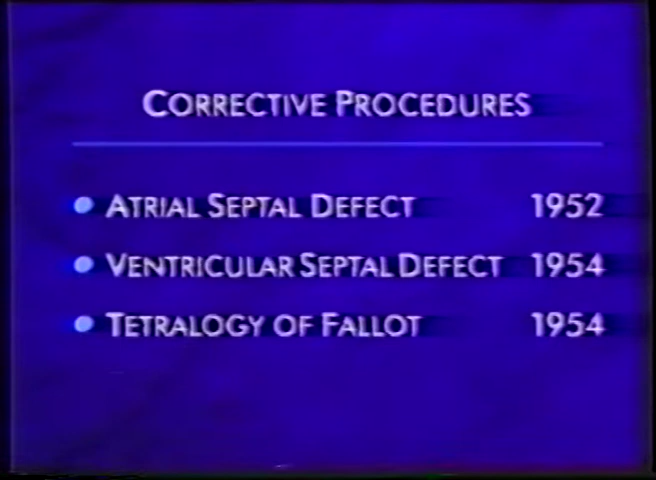 CORRECTIVE PROCEDURES
ATRIAL SEPTAL DEFECT 1952
VENTRICULAR SEPTAL DEFECT 1954
TETRALOGY OF FALLOT 1954